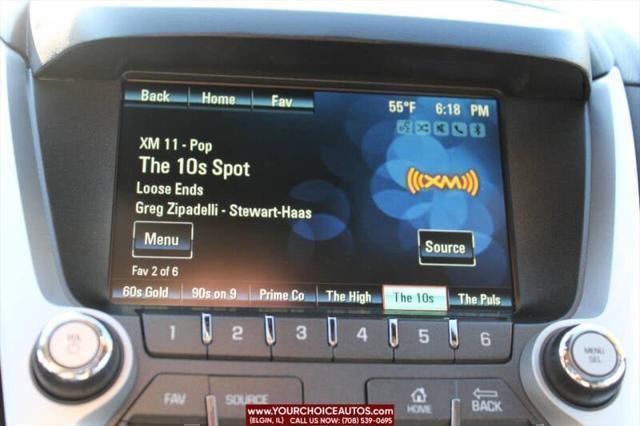 Back Home Fav
55°F 6:18 PM
XM 11 - Pop
The 10s Spot
((XM))
Loose Ends
Greg Zipadelli - Stewart-Haas
Menu
Source
Fav 2 of 6
60s Gold 90s on 9 Prime Co The High The 10s The Puls
1 2 3 4 5 6
MENU
SEL
FAV SOURCE HOME BACK
WWW.YOURCHOICEAUTOS.COM
(ELGIN, IL) CALL US NOW: (708) 539-0695